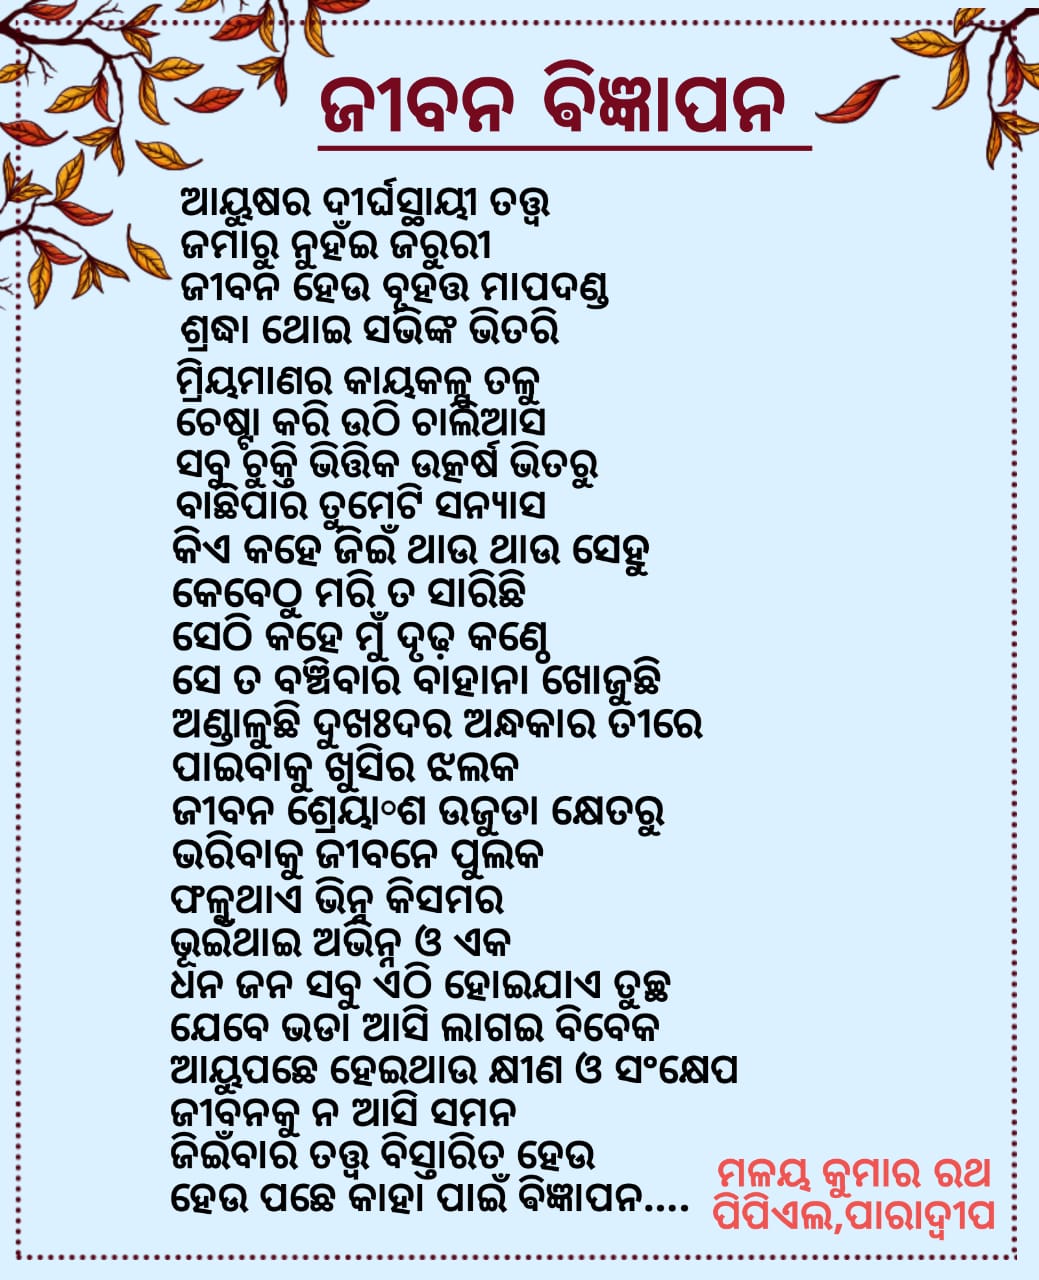 ଜୀବନ ଵିଜ୍ଞାପନ
ଆୟୁଷର ଦୀର୍ଘସ୍ଥାୟୀ ତତ୍ତ୍ୱ
ଜମାରୁ ନୁହଁଇ ଜରୁରୀ
ଜୀବନ ହେଉ ବୃହତ୍ତ ମାପଦଣ୍ଡ
ଶ୍ରଦ୍ଧା ଥୋଇ ସଭିଙ୍କ ଭିତରି
ମ୍ରିୟମାଣର କାୟକଳ୍ପ ତଳୁ
ଚେଷ୍ଟା କରି ଉଠି ଚାଲିଆସ
ସବୁ ଚୁକ୍ତି ଭିତ୍ତିକ ଉତ୍କର୍ଷ ଭିତରୁ
ବାଛିପାର ତୁମେଟି ସନ୍ୟାସ
କିଏ କହେ ଜିଇଁ ଥାଉ ଥାଉ ସେହୁ
କେବେଠୁ ମରି ତ ସାରିଛି
ସେଠି କହେ ମୁଁ ଦୃଢ଼ କଣ୍ଠେ
ସେ ତ ବଞ୍ଚିବାର ବାହାନା ଖୋଜୁଛି
ଅଣ୍ଡାଳୁଛି ଦୁଖଃଦର ଅନ୍ଧକାର ତୀରେ
ପାଇବାକୁ ଖୁସିର ଝଲକ
ଜୀବନ ଶ୍ରେୟାଂଶ ଉଜୁଡା କ୍ଷେତରୁ
ଭରିବାକୁ ଜୀବନେ ପୁଲକ
ଫଳୁଥାଏ ଭିନ୍ନ କିସମର
ଭୂଇଁଥାଇ ଅଭିନ୍ନ ଓ ଏକ
ଧନ ଜନ ସବୁ ଏଠି ହୋଇଯାଏ ତୁଚ୍ଛ
ଯେବେ ଭଡା ଆସି ଲାଗଇ ଵିବେକ
ଆୟୁପଛେ ହେଇଥାଉ କ୍ଷୀଣ ଓ ସଂକ୍ଷେପ
ଜୀବନକୁ ନ ଆସି ସମନ
ଜିଇଁବାର ତତ୍ତ୍ୱ ବିସ୍ତାରିତ ହେଉ
ହେଉ ପଛେ କାହା ପାଇଁ ଵିଜ୍ଞାପନ....
ମଳୟ କୁମାର ରଥ
ପିପିଏଲ,ପାରାଦ୍ୱୀପ